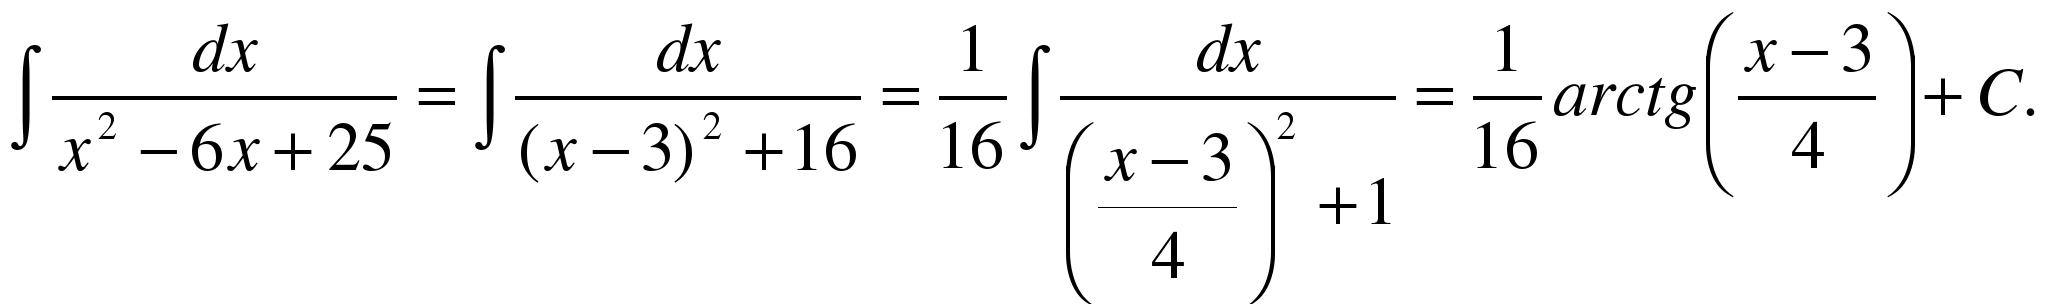 ∫ dx / (x² − 6x + 25) = ∫ dx / ((x − 3)² + 16) = 1/16 ∫ dx / (((x − 3)/4)² + 1) = 1/16 arctg((x − 3)/4) + C.